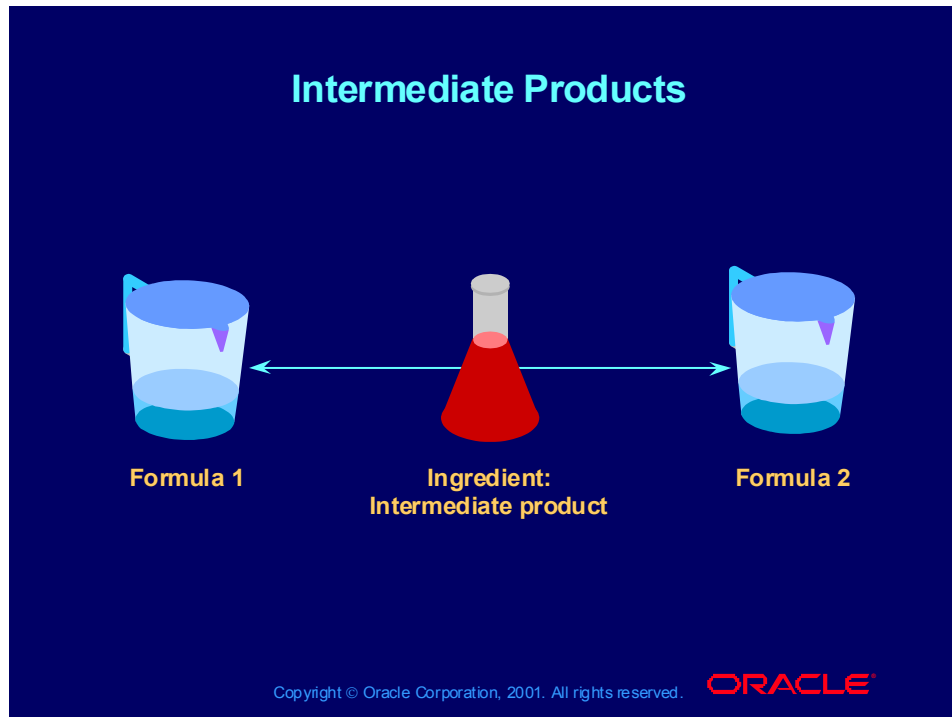 Intermediate Products
Formula 1
Ingredient:
Intermediate product
Formula 2
Copyright © Oracle Corporation, 2001. All rights reserved.
ORACLE®